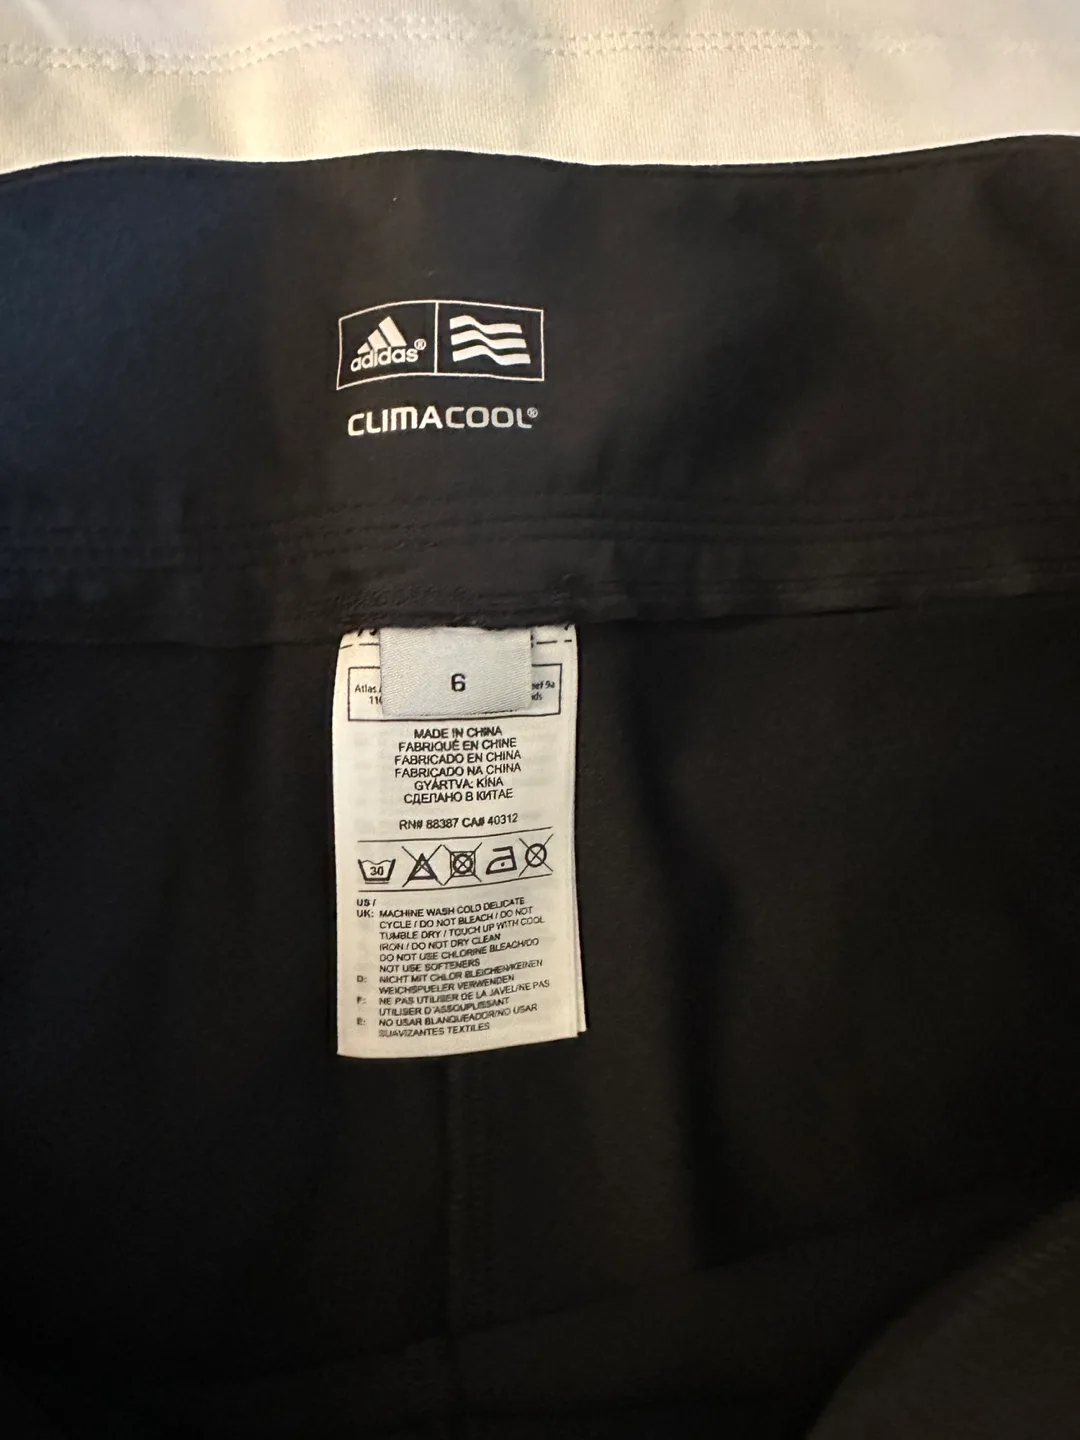 adidas®
CLIMACOOL®
6
Atlas
MADE IN CHINA
FABRIQUÉ EN CHINE
FABRICADO EN CHINA
FABRICADO NA CHINA
GYÁRTVA: KÍNA
СДЕЛАНО В КИТАЕ
RN# 88387 CA# 40312
30
US /
UK: MACHINE WASH COLD DELICATE
CYCLE / DO NOT BLEACH / DO NOT
TUMBLE DRY / TOUCH UP WITH COOL
IRON / DO NOT DRY CLEAN
DO NOT USE CHLORINE BLEACH/DO
NOT USE SOFTENERS
D: NICHT MIT CHLOR BLEICHEN/KEINEN
WEICHSPUELER VERWENDEN
F: NE PAS UTILISER DE LA JAVEL/NE PAS
UTILISER D'ASSOUPLISSANT
E: NO USAR BLANQUEADOR/NO USAR
SUAVIZANTES TEXTILES